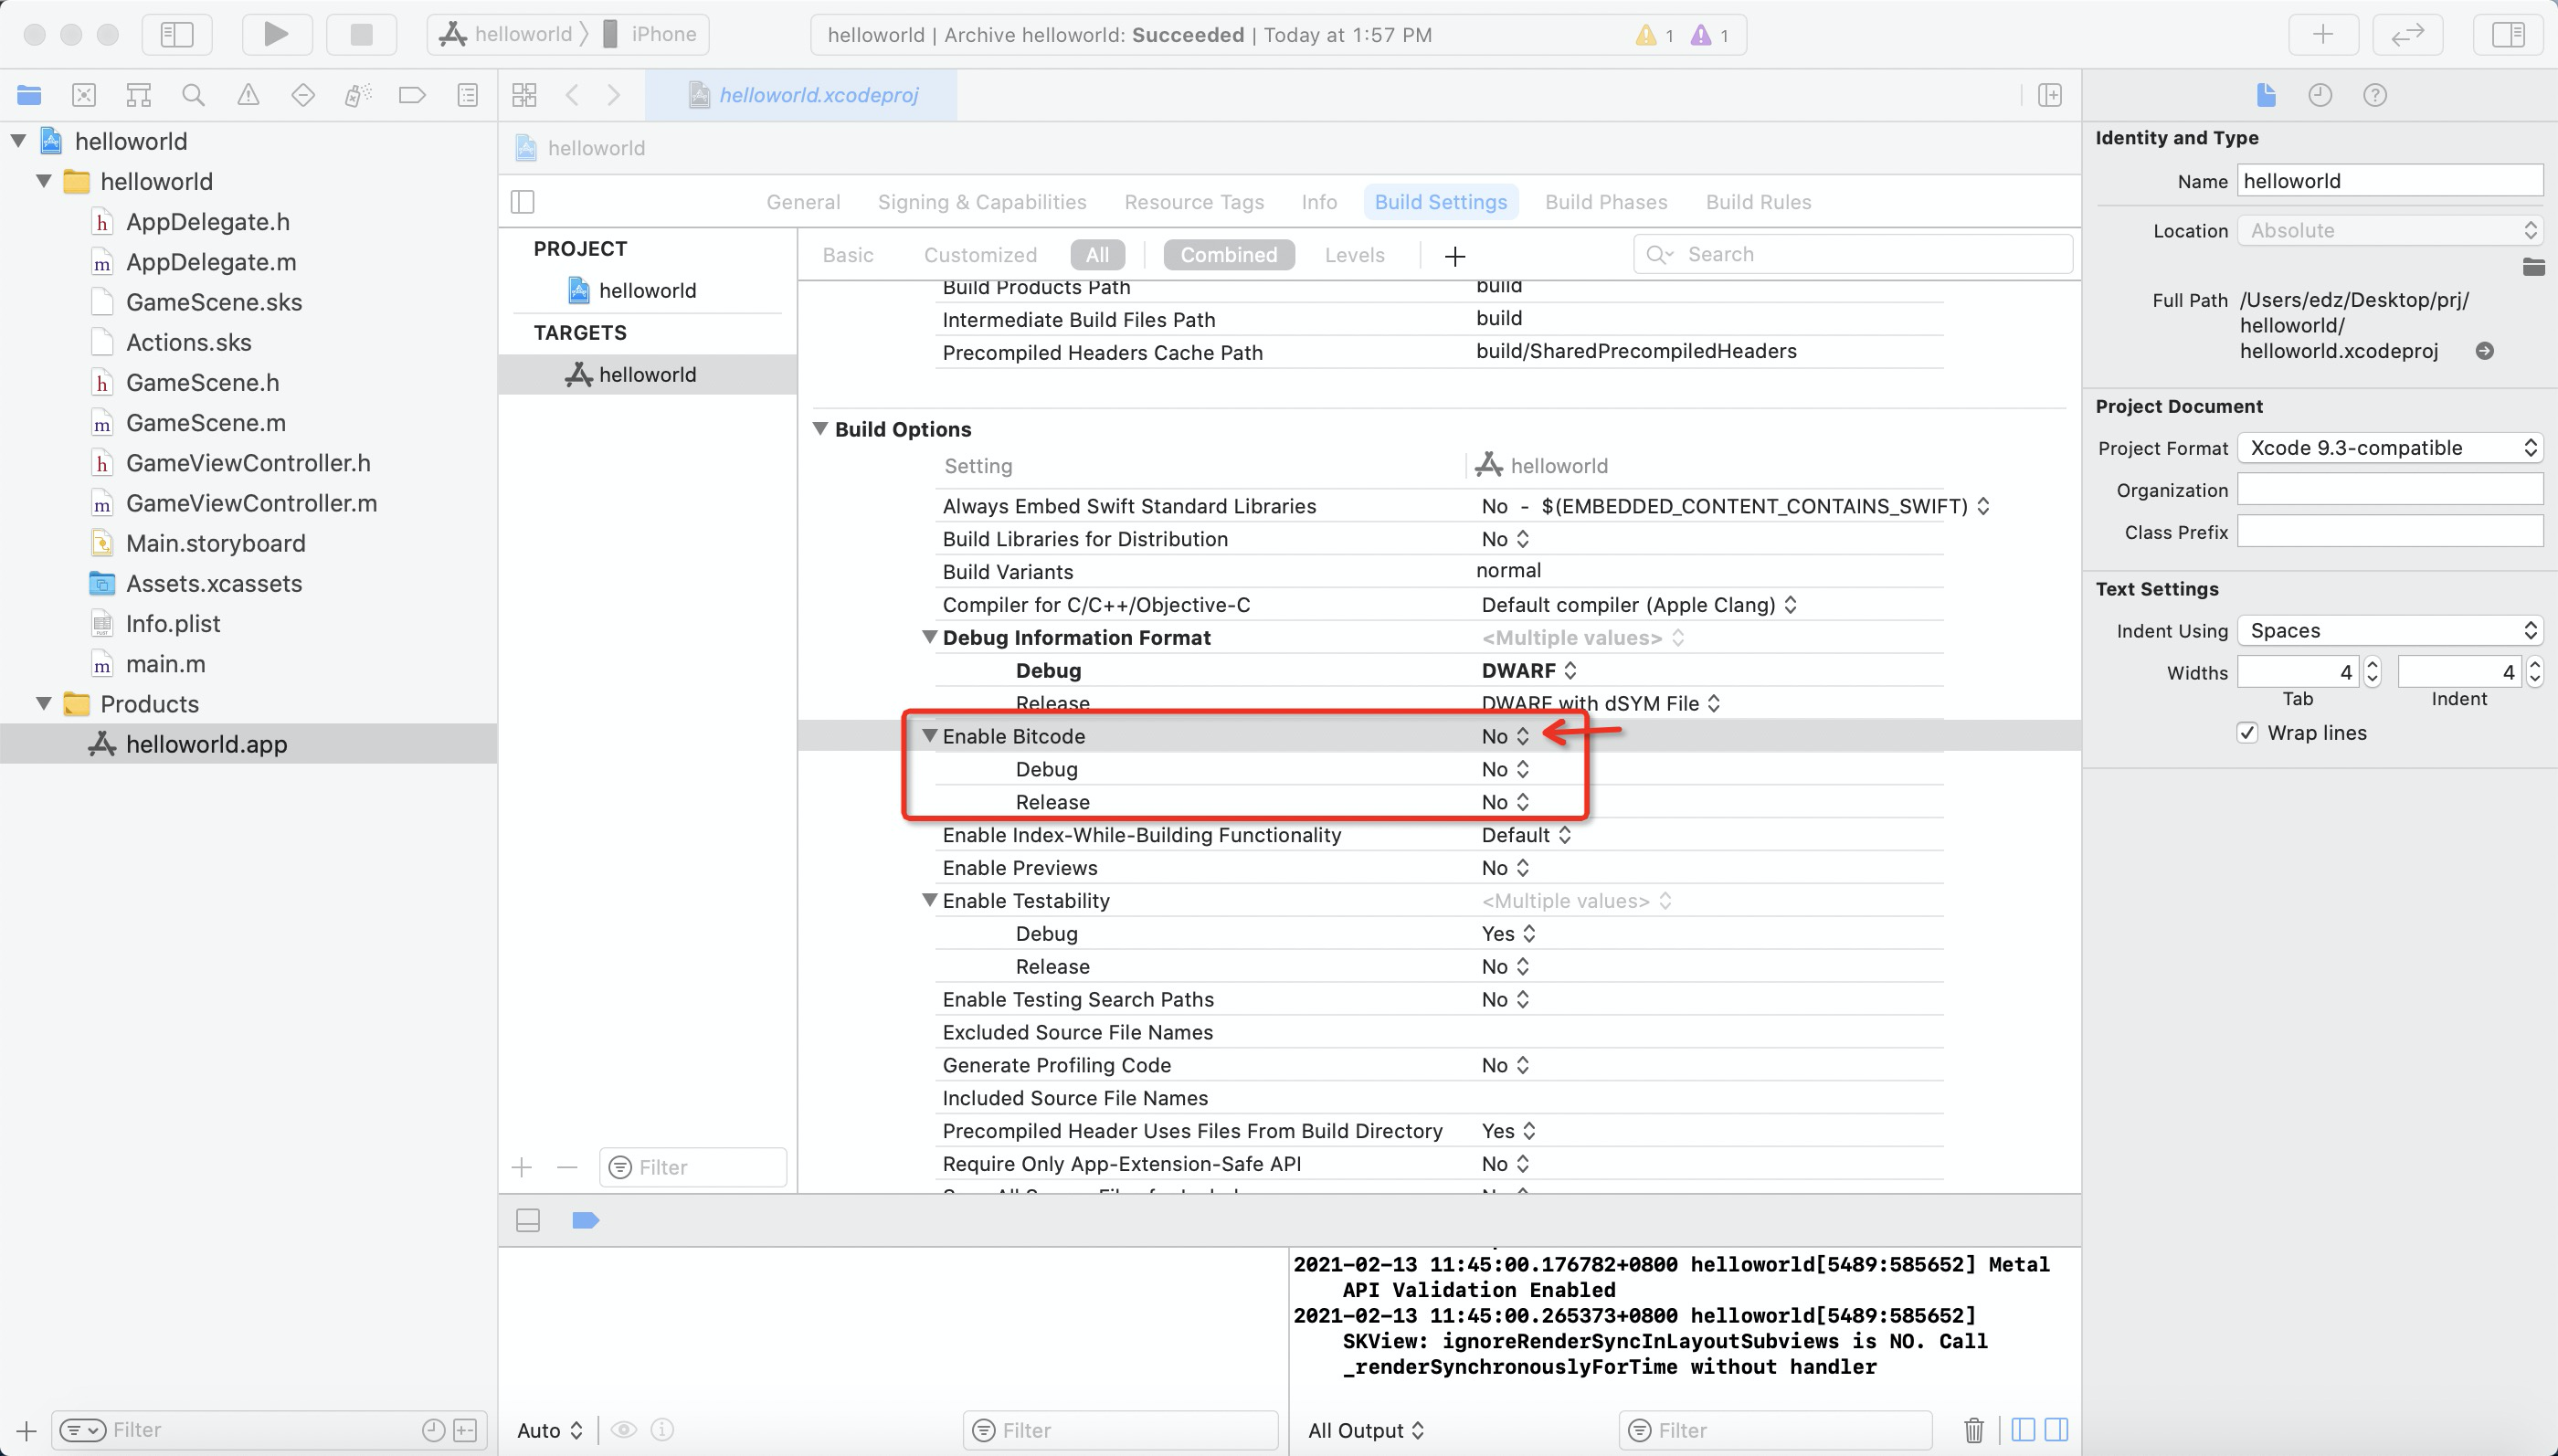 helloworld
iPhone
helloworld | Archive helloworld: Succeeded | Today at 1:57 PM
1
1
helloworld.xcodeproj
helloworld
helloworld
AppDelegate.h
AppDelegate.m
GameScene.sks
Actions.sks
GameScene.h
GameScene.m
GameViewController.h
GameViewController.m
Main.storyboard
Assets.xcassets
Info.plist
main.m
Products
helloworld.app
Filter
helloworld
General
Signing & Capabilities
Resource Tags
Info
Build Settings
Build Phases
Build Rules
PROJECT
helloworld
TARGETS
helloworld
Filter
Basic
Customized
All
Combined
Levels
Search
Build Products Path build
Intermediate Build Files Path build
Precompiled Headers Cache Path build/SharedPrecompiledHeaders
Build Options
Setting helloworld
Always Embed Swift Standard Libraries No - $(EMBEDDED_CONTENT_CONTAINS_SWIFT)
Build Libraries for Distribution No
Build Variants normal
Compiler for C/C++/Objective-C Default compiler (Apple Clang)
Debug Information Format <Multiple values>
Debug DWARF
Release DWARF with dSYM File
Enable Bitcode No
Debug No
Release No
Enable Index-While-Building Functionality Default
Enable Previews No
Enable Testability <Multiple values>
Debug Yes
Release No
Enable Testing Search Paths No
Excluded Source File Names
Generate Profiling Code No
Included Source File Names
Precompiled Header Uses Files From Build Directory Yes
Require Only App-Extension-Safe API No
Auto
Filter
2021-02-13 11:45:00.176782+0800 helloworld[5489:585652] Metal
API Validation Enabled
2021-02-13 11:45:00.265373+0800 helloworld[5489:585652]
SKView: ignoreRenderSyncInLayoutSubviews is NO. Call
_renderSynchronouslyForTime without handler
All Output
Filter
Identity and Type
Name helloworld
Location Absolute
Full Path /Users/edz/Desktop/prj/
helloworld/
helloworld.xcodeproj
Project Document
Project Format Xcode 9.3-compatible
Organization
Class Prefix
Text Settings
Indent Using Spaces
Widths 4 4
Tab Indent
Wrap lines